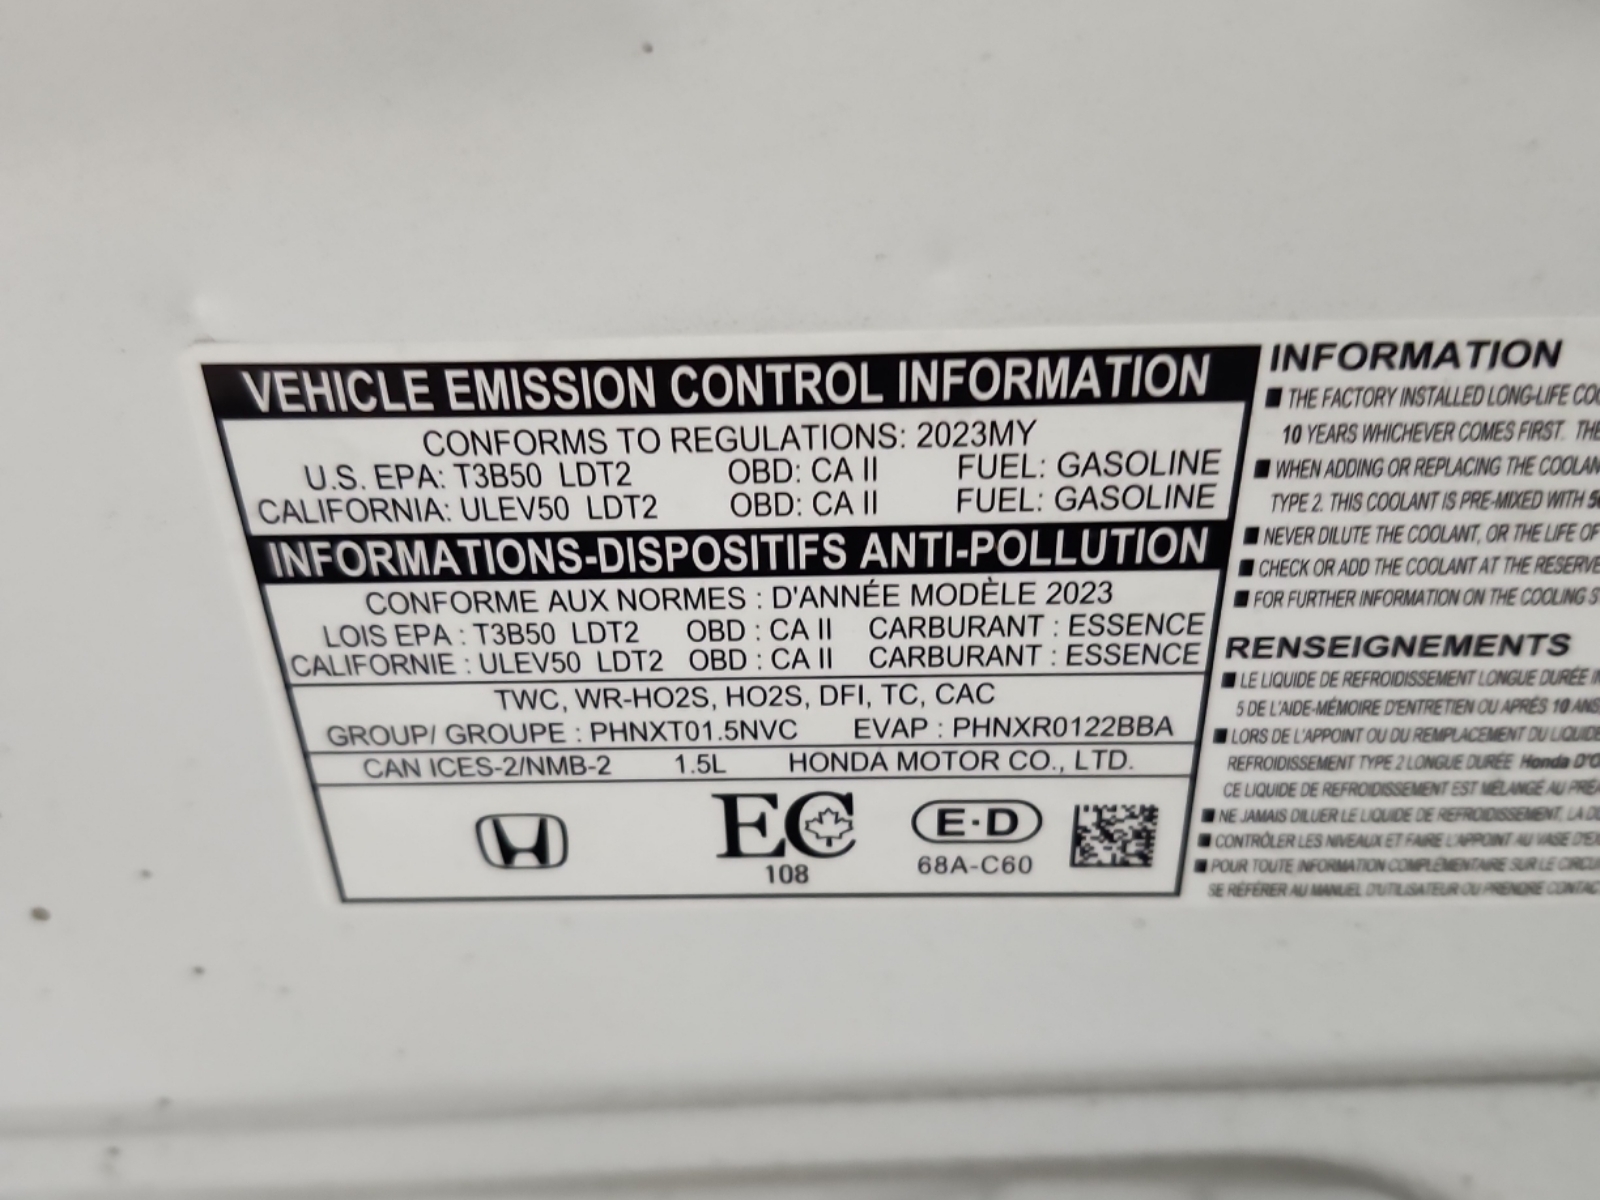 VEHICLE EMISSION CONTROL INFORMATION
CONFORMS TO REGULATIONS: 2023MY
U.S. EPA: T3B50 LDT2 OBD: CA II FUEL: GASOLINE
CALIFORNIA: ULEV50 LDT2 OBD: CA II FUEL: GASOLINE
INFORMATIONS-DISPOSITIFS ANTI-POLLUTION
CONFORME AUX NORMES : D'ANNÉE MODÈLE 2023
LOIS EPA : T3B50 LDT2 OBD : CA II CARBURANT : ESSENCE
CALIFORNIE : ULEV50 LDT2 OBD : CA II CARBURANT : ESSENCE
TWC, WR-HO2S, HO2S, DFI, TC, CAC
GROUP/ GROUPE : PHNXT01.5NVC EVAP : PHNXR0122BBA
CAN ICES-2/NMB-2 1.5L HONDA MOTOR CO., LTD.
EC
108
E·D
68A-C60
INFORMATION
■ THE FACTORY INSTALLED LONG-LIFE
10 YEARS WHICHEVER COMES FIRST.
■ WHEN ADDING OR REPLACING THE
TYPE 2. THIS COOLANT IS PRE-MIXED WITH
■ NEVER DILUTE THE COOLANT, OR THE LIFE OF
■ CHECK OR ADD THE COOLANT AT THE
■ FOR FURTHER INFORMATION ON THE COOLING
RENSEIGNEMENTS
■ LE LIQUIDE DE REFROIDISSEMENT LONGUE DURÉE
5 DE L'AIDE-MÉMOIRE D'ENTRETIEN OU APRÉS 10 ANS
■ LORS DE L'APPOINT OU DU REMPLACEMENT DU LIQUIDE
REFROIDISSEMENT TYPE 2 LONGUE DURÉE Honda
CE LIQUIDE DE REFROIDISSEMENT EST MÉLANGÉ AU
■ NE JAMAIS DILUER LE LIQUIDE DE REFROIDISSEMENT, LA
■ CONTRÔLER LES NIVEAUX ET FAIRE L'APPOINT AU VASE
■ POUR TOUTE INFORMATION COMPLÉMENTAIRE SUR LE
SE RÉFÉRER AU MANUEL D'UTILISATEUR OU PRENDRE